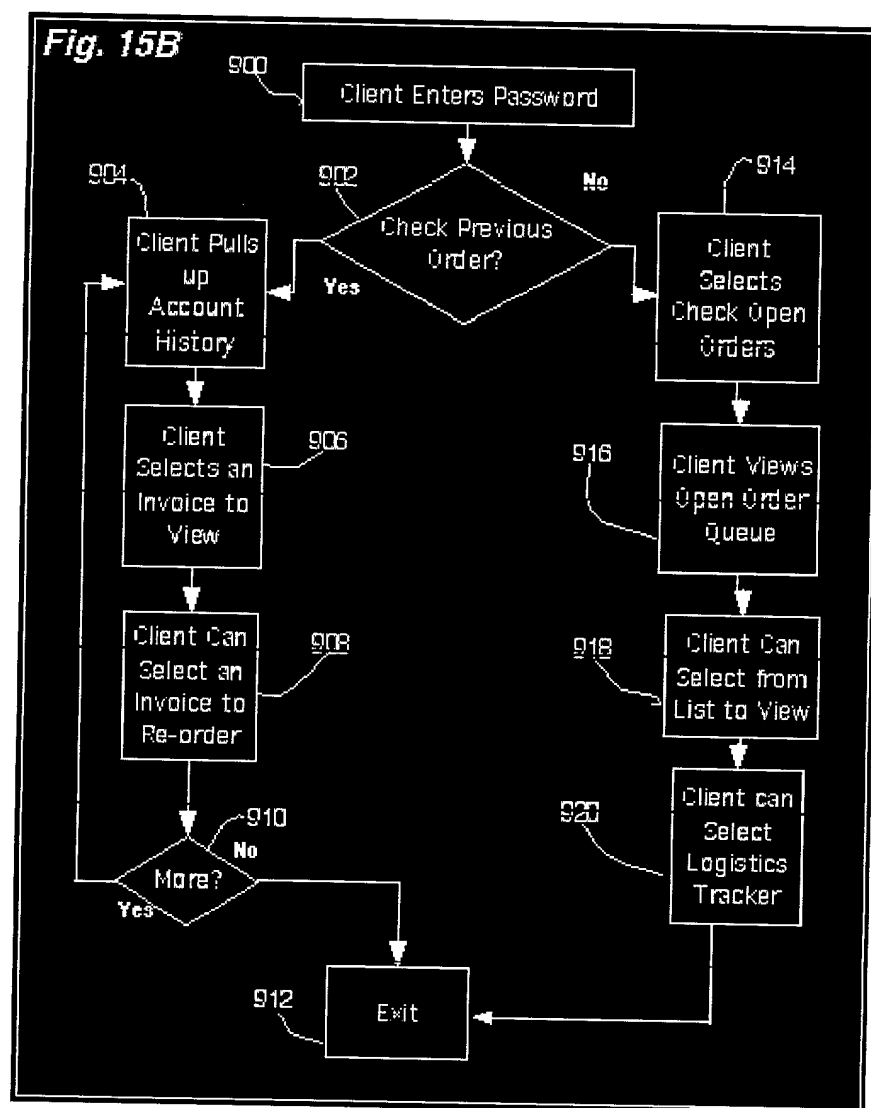 Fig. 15B
900
Client Enters Password
904
902
No
914
Client Pulls
up
Account
History
Check Previous
Order?
Yes
Client
Selects
Check Open
Orders
Client
Selects an
Invoice to
View
906
916
Client Views
Open Order
Queue
Client Can
Select an
Invoice to
Re-order
908
918
Client Can
Select from
List to View
910
No
More?
Yes
920
Client can
Select
Logistics
Tracker
912
Exit